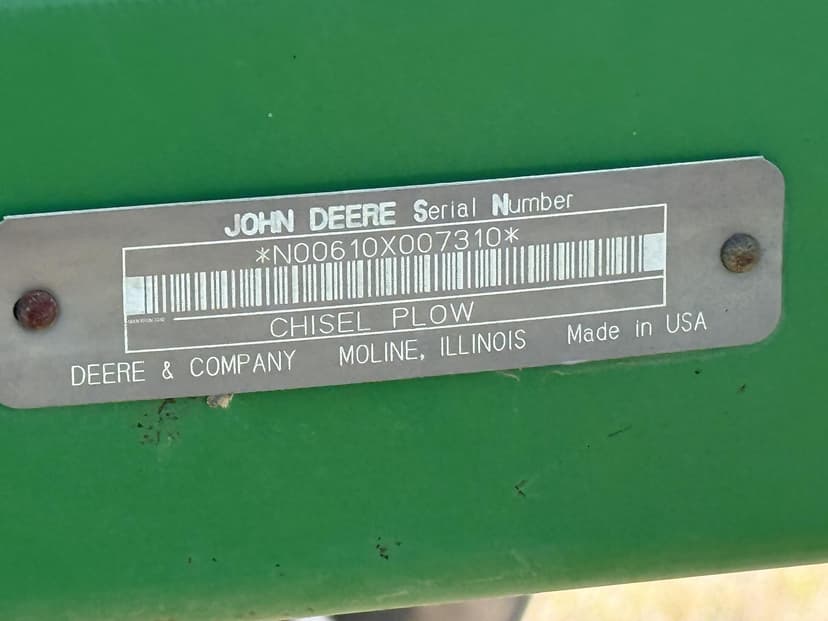 JOHN DEERE Serial Number
*N00610X007310*
CHISEL PLOW
DEERE & COMPANY MOLINE, ILLINOIS Made in USA